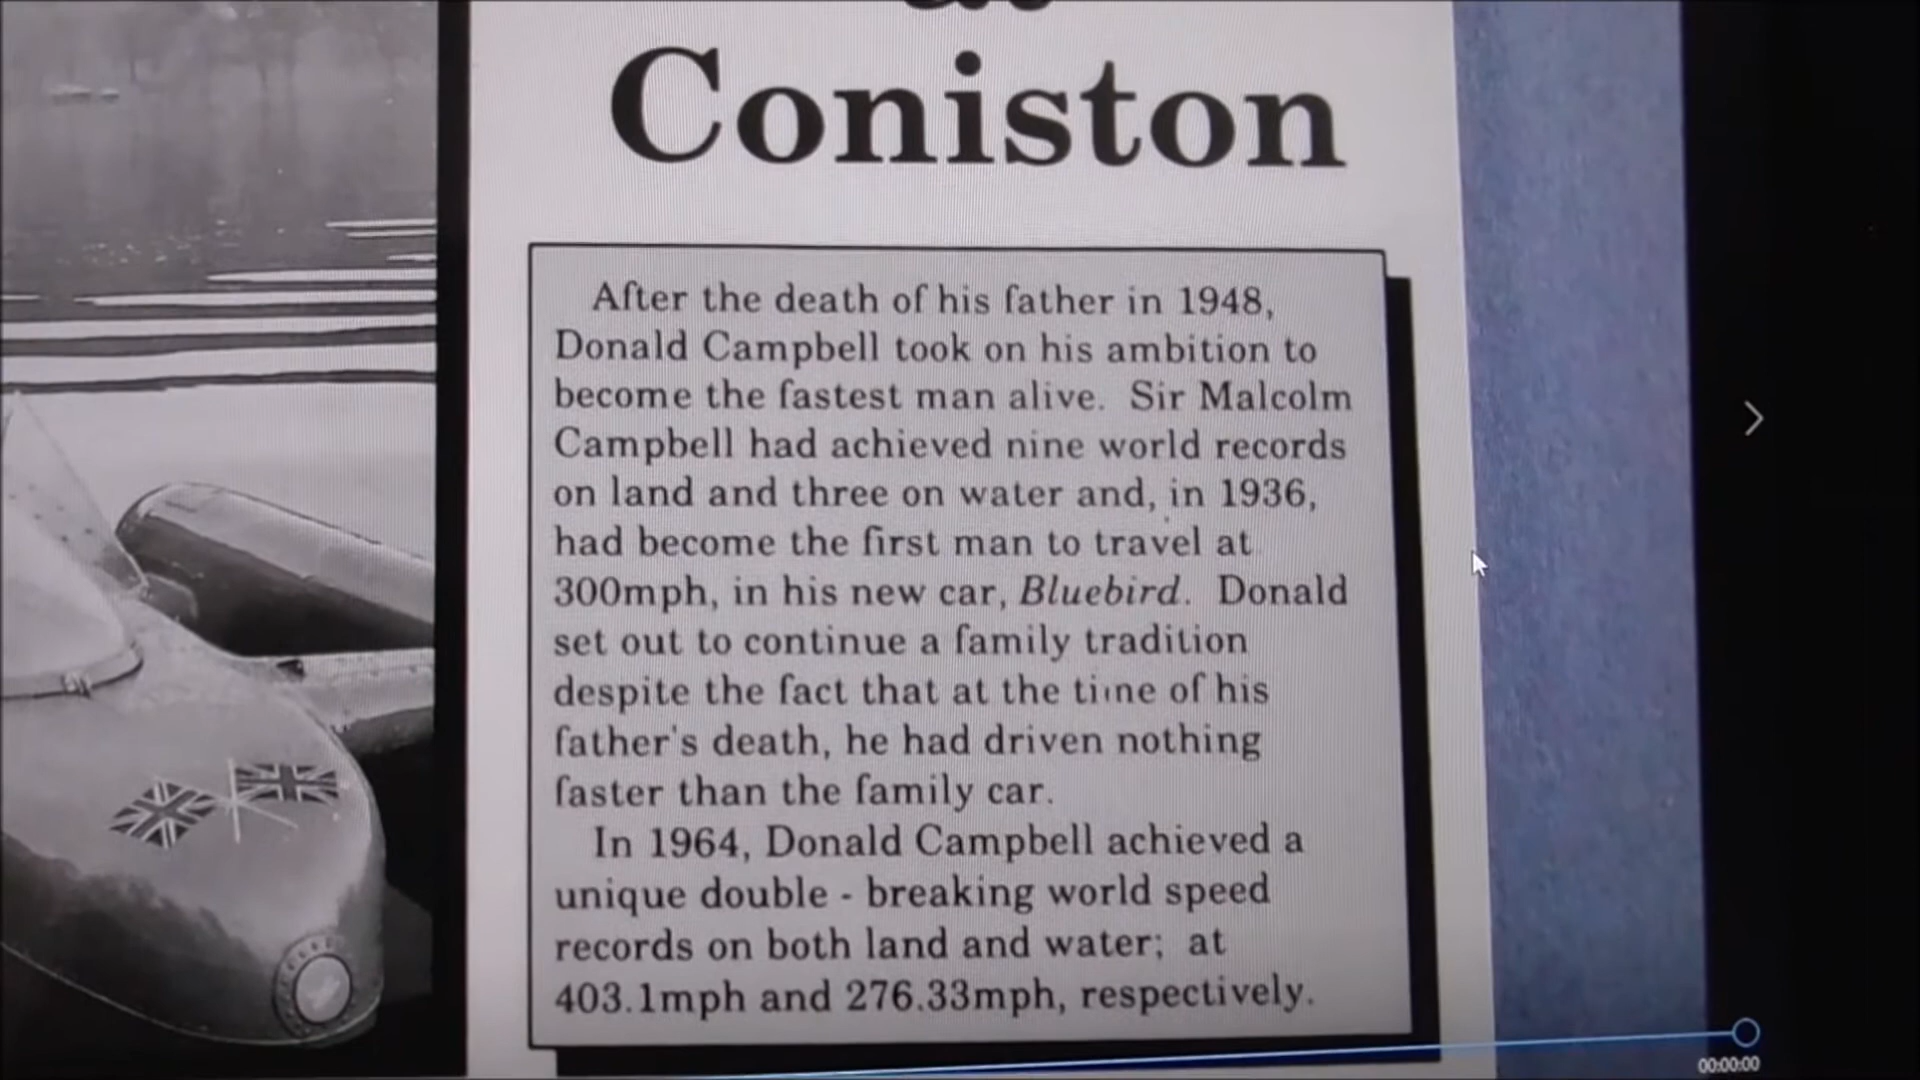 Coniston
After the death of his father in 1948,
Donald Campbell took on his ambition to
become the fastest man alive. Sir Malcolm
Campbell had achieved nine world records
on land and three on water and, in 1936,
had become the first man to travel at
300mph, in his new car, Bluebird. Donald
set out to continue a family tradition
despite the fact that at the time of his
father's death, he had driven nothing
faster than the family car.
In 1964, Donald Campbell achieved a
unique double - breaking world speed
records on both land and water; at
403.1mph and 276.33mph, respectively.
00:00:00